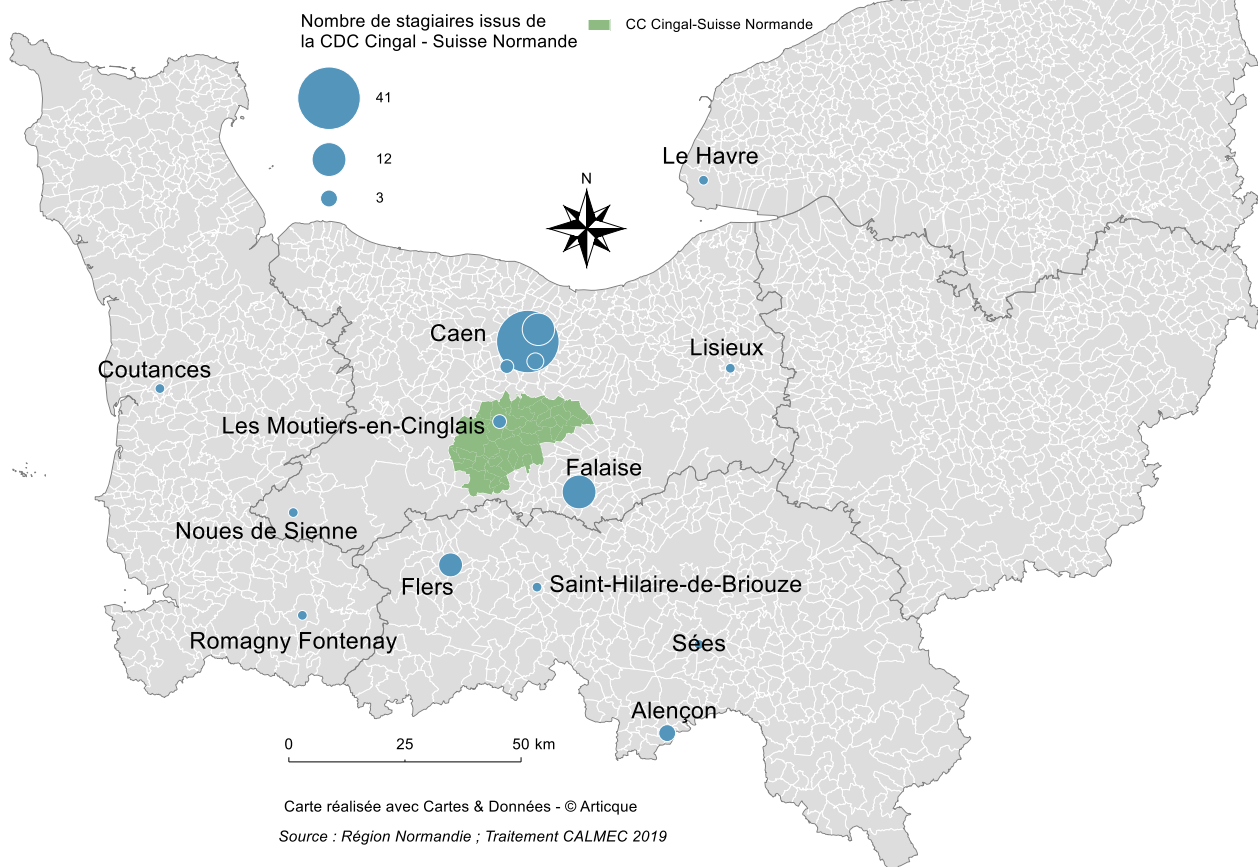 Nombre de stagiaires issus de
la CDC Cingal - Suisse Normande
CC Cingal-Suisse Normande
41
12
3
N
Le Havre
Caen
Lisieux
Coutances
Les Moutiers-en-Cinglais
Falaise
Noues de Sienne
Flers
Saint-Hilaire-de-Briouze
Romagny Fontenay
Sées
Alençon
0 25 50 km
Carte réalisée avec Cartes & Données - © Articque
Source : Région Normandie ; Traitement CALMEC 2019